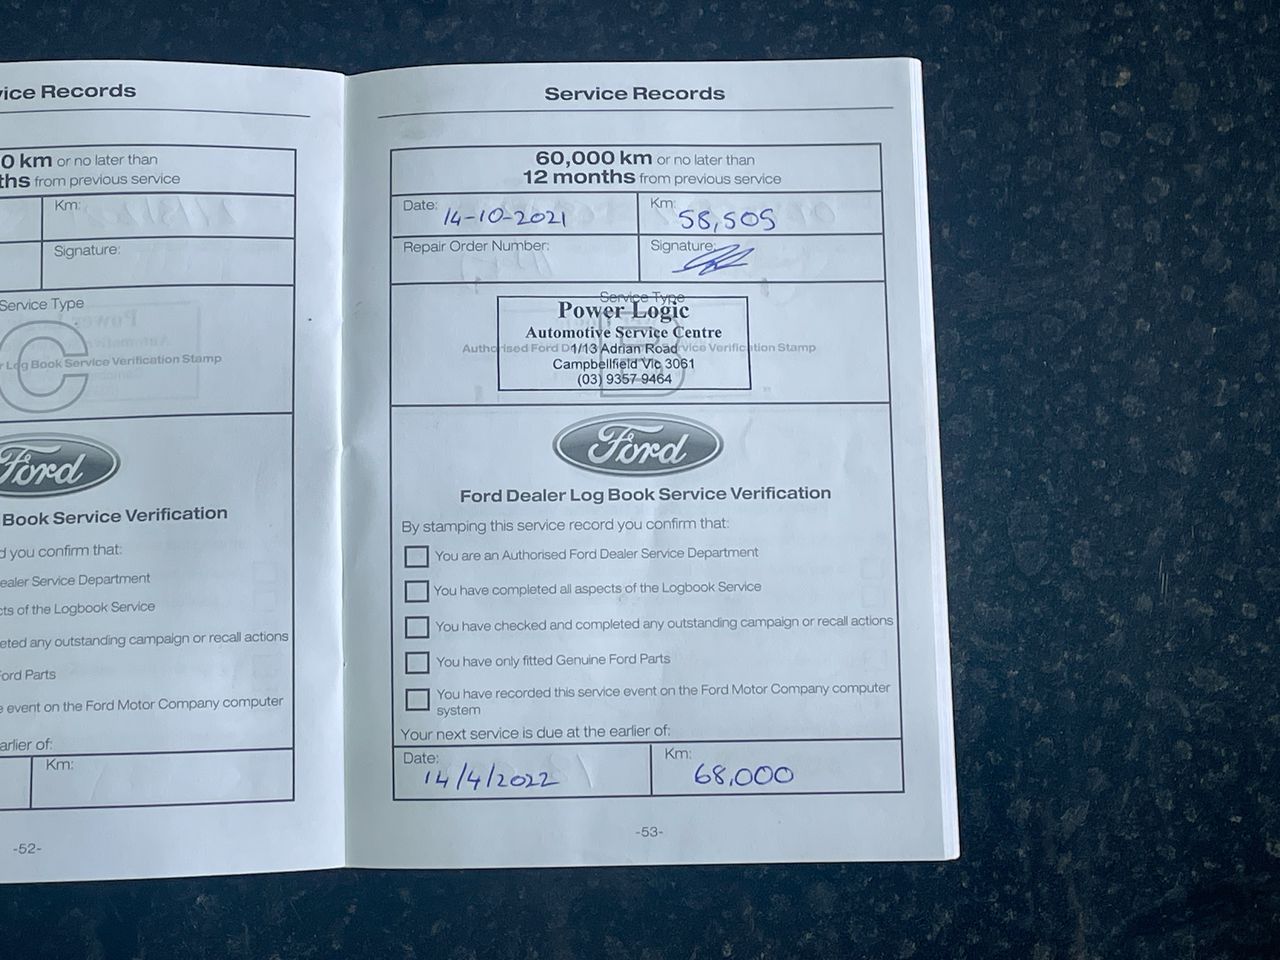 vice Records
0 km or no later than
ths from previous service
Km:
Signature:
Service Type
C
r Log Book Service Verification Stamp
Ford
Book Service Verification
d you confirm that:
ealer Service Department
cts of the Logbook Service
eted any outstanding campaign or recall actions
Ford Parts
e event on the Ford Motor Company computer
arlier of:
Km:
-52-
Service Records
60,000 km or no later than
12 months from previous service
Date: 14-10-2021
Km: 58,505
Repair Order Number:
Signature:
Service Type
B
Power Logic
Automotive Service Centre
Authorised Ford D rvice Verification Stamp
1/13 Adrian Road
Campbellfield Vic 3061
(03) 9357 9464
Ford
Ford Dealer Log Book Service Verification
By stamping this service record you confirm that:
You are an Authorised Ford Dealer Service Department
You have completed all aspects of the Logbook Service
You have checked and completed any outstanding campaign or recall actions
You have only fitted Genuine Ford Parts
You have recorded this service event on the Ford Motor Company computer
system
Your next service is due at the earlier of:
Date: 14/4/2022
Km: 68,000
-53-